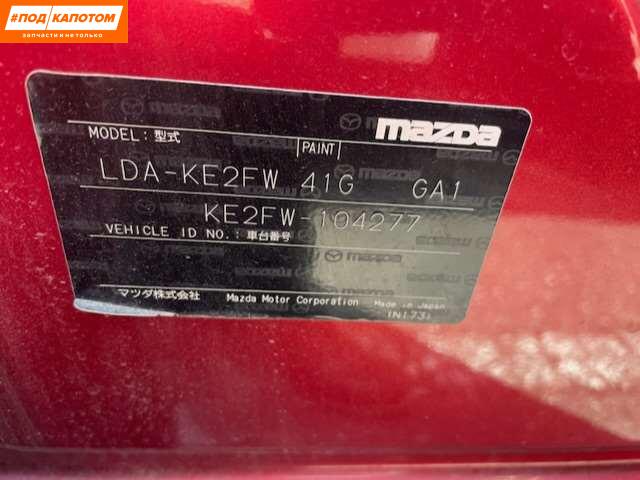 #ПОД КАПОТОМ
запчасти и не только
mazda
MODEL: 型式 PAINT
LDA-KE2FW 41G GA1
KE2FW-104277
VEHICLE ID NO.: 車台番号
マツダ株式会社 Mazda Motor Corporation Made in Japan